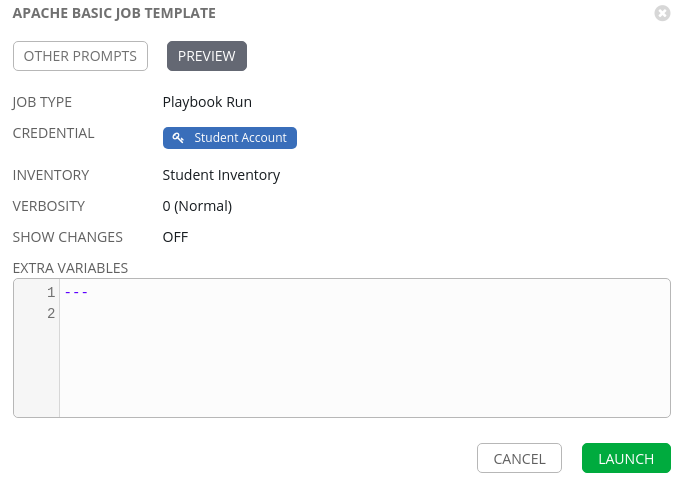 APACHE BASIC JOB TEMPLATE
OTHER PROMPTS PREVIEW
JOB TYPE Playbook Run
CREDENTIAL Student Account
INVENTORY Student Inventory
VERBOSITY 0 (Normal)
SHOW CHANGES OFF
EXTRA VARIABLES
1 ---
2
CANCEL LAUNCH